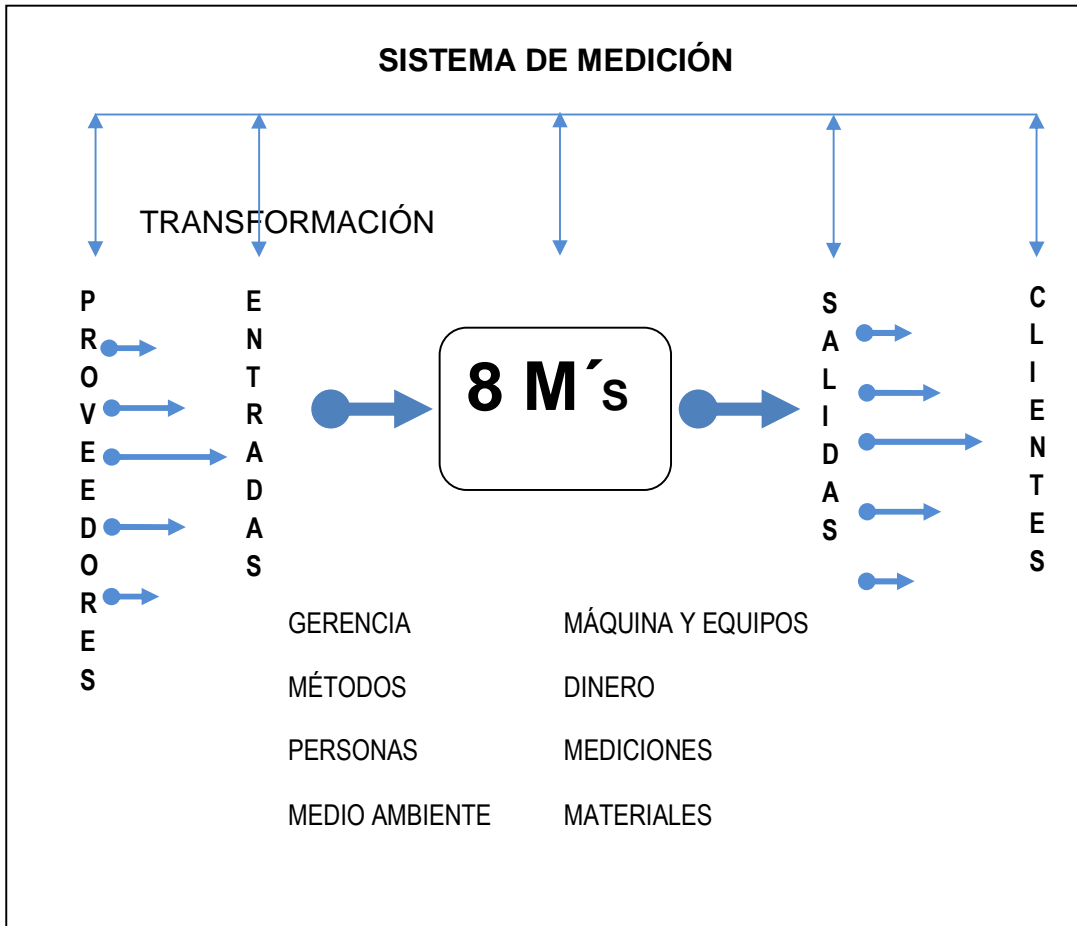 SISTEMA DE MEDICIÓN
TRANSFORMACIÓN
PROVEEDORES
ENTRADAS
8 M´s
SALIDAS
CLIENTES
GERENCIA
MÁQUINA Y EQUIPOS
MÉTODOS
DINERO
PERSONAS
MEDICIONES
MEDIO AMBIENTE
MATERIALES